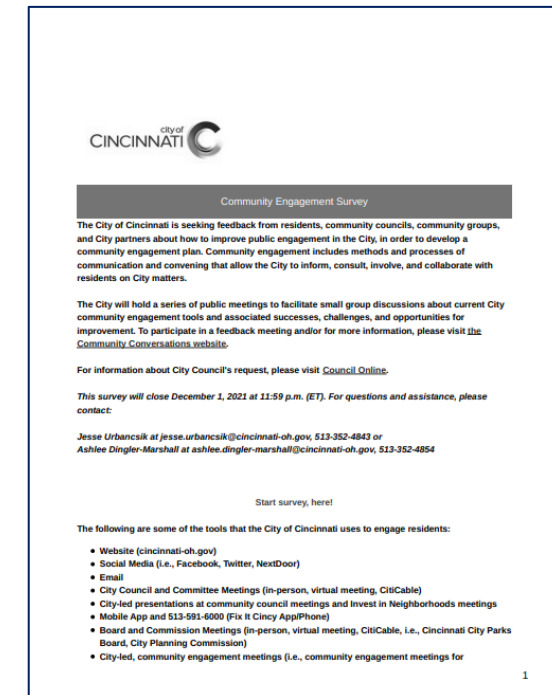 city of
CINCINNATI
Community Engagement Survey
The City of Cincinnati is seeking feedback from residents, community councils, community groups,
and City partners about how to improve public engagement in the City, in order to develop a
community engagement plan. Community engagement includes methods and processes of
communication and convening that allow the City to inform, consult, involve, and collaborate with
residents on City matters.
The City will hold a series of public meetings to facilitate small group discussions about current City
community engagement tools and associated successes, challenges, and opportunities for
improvement. To participate in a feedback meeting and/or for more information, please visit the
Community Conversations website.
For information about City Council's request, please visit Council Online.
This survey will close December 1, 2021 at 11:59 p.m. (ET). For questions and assistance, please
contact:
Jesse Urbancsik at jesse.urbancsik@cincinnati-oh.gov, 513-352-4843 or
Ashlee Dingler-Marshall at ashlee.dingler-marshall@cincinnati-oh.gov, 513-352-4854
Start survey, here!
The following are some of the tools that the City of Cincinnati uses to engage residents:
● Website (cincinnati-oh.gov)
● Social Media (i.e., Facebook, Twitter, NextDoor)
● Email
● City Council and Committee Meetings (in-person, virtual meeting, CitiCable)
● City-led presentations at community council meetings and Invest in Neighborhoods meetings
● Mobile App and 513-591-6000 (Fix It Cincy App/Phone)
● Board and Commission Meetings (in-person, virtual meeting, CitiCable, i.e., Cincinnati City Parks
Board, City Planning Commission)
● City-led, community engagement meetings (i.e., community engagement meetings for
1